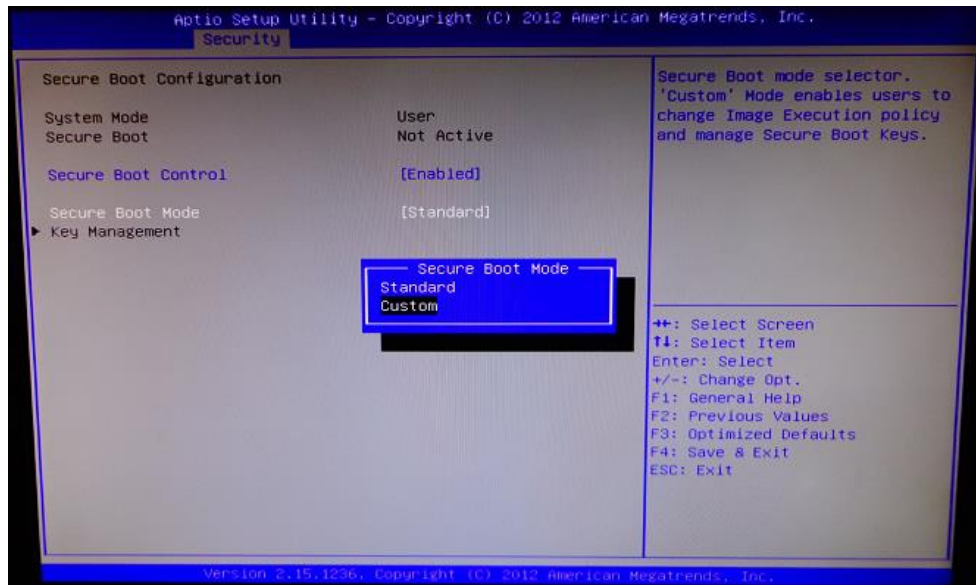 Aptio Setup Utility - Copyright (C) 2012 American Megatrends, Inc.
Security
Secure Boot Configuration
System Mode User
Secure Boot Not Active
Secure Boot Control [Enabled]
Secure Boot Mode [Standard]
► Key Management
Secure Boot Mode
Standard
Custom
Secure Boot mode selector.
'Custom' Mode enables users to
change Image Execution policy
and manage Secure Boot Keys.
→←: Select Screen
↑↓: Select Item
Enter: Select
+/-: Change Opt.
F1: General Help
F2: Previous Values
F3: Optimized Defaults
F4: Save & Exit
ESC: Exit
Version 2.15.1236. Copyright (C) 2012 American Megatrends, Inc.